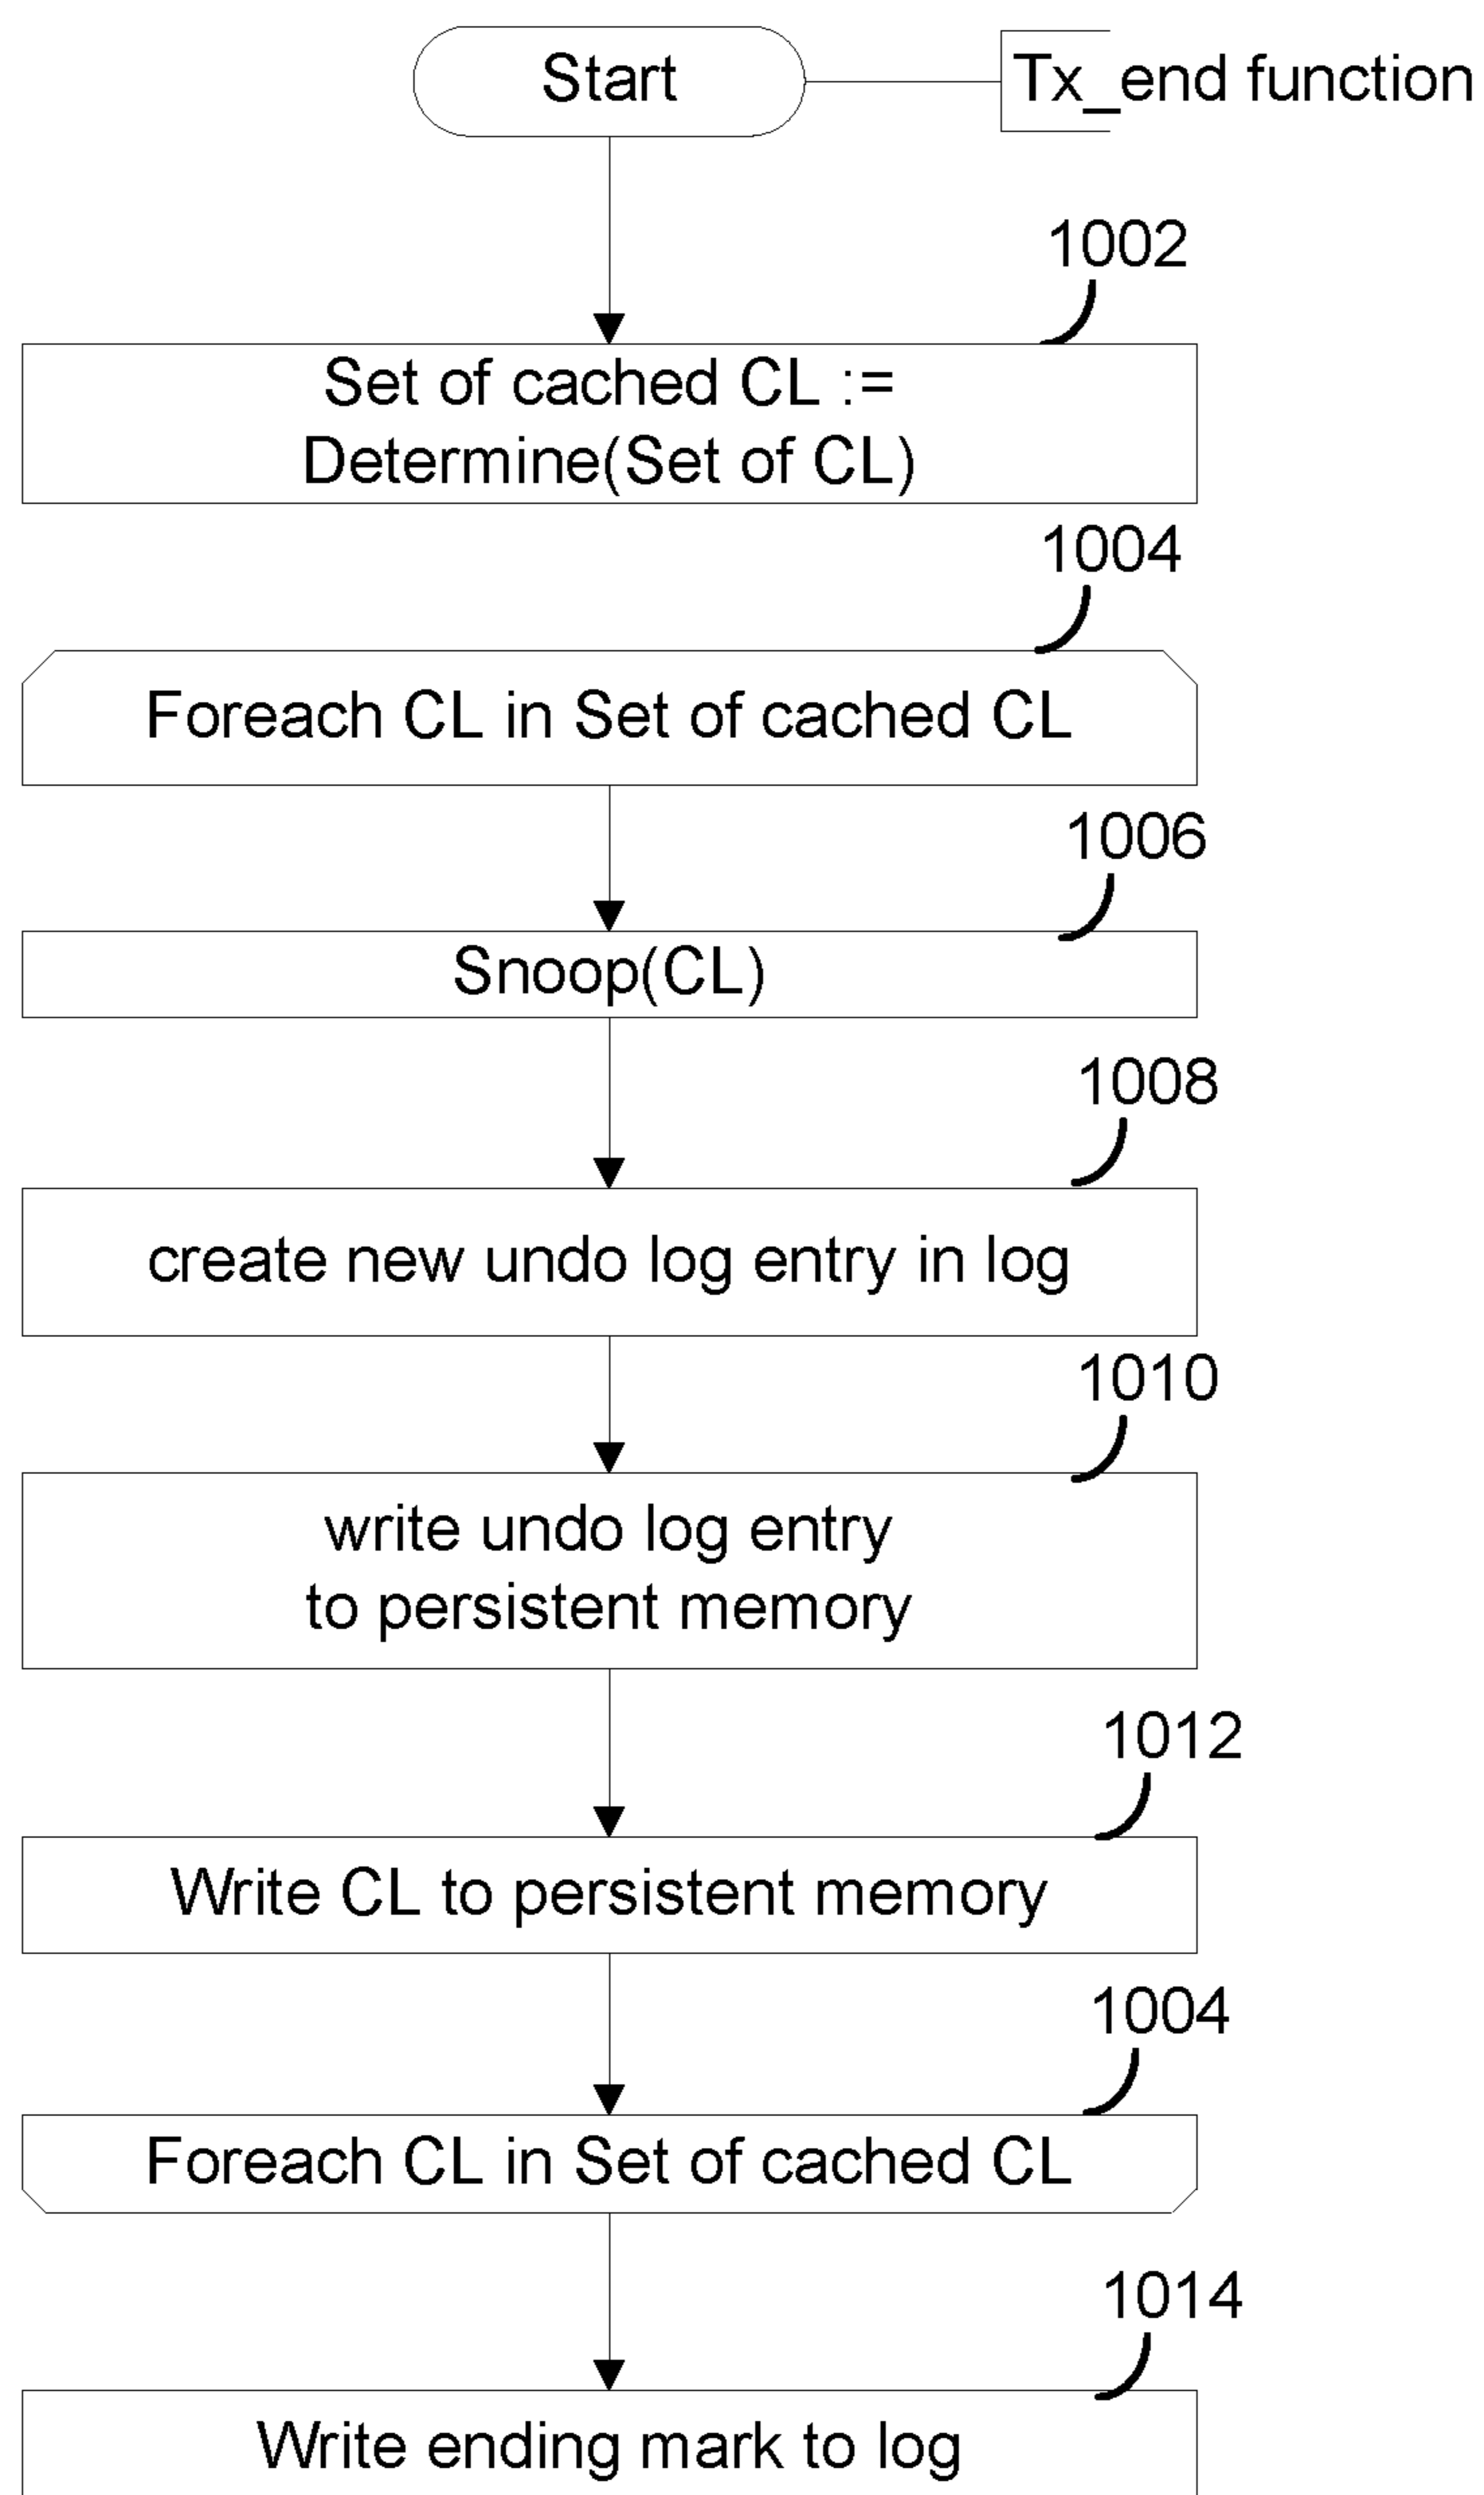 Start
Tx_end function
1002
Set of cached CL :=
Determine(Set of CL)
1004
Foreach CL in Set of cached CL
1006
Snoop(CL)
1008
create new undo log entry in log
1010
write undo log entry
to persistent memory
1012
Write CL to persistent memory
1004
Foreach CL in Set of cached CL
1014
Write ending mark to log